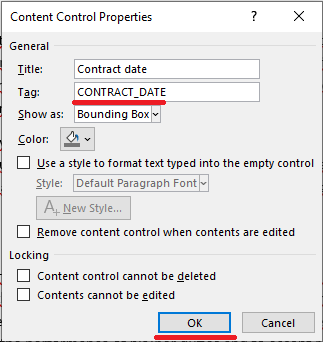 Content Control Properties ? ×
General
Title: Contract date
Tag: CONTRACT_DATE
Show as: Bounding Box
Color:
Use a style to format text typed into the empty control
Style: Default Paragraph Font
A+ New Style...
Remove content control when contents are edited
Locking
Content control cannot be deleted
Contents cannot be edited
OK Cancel